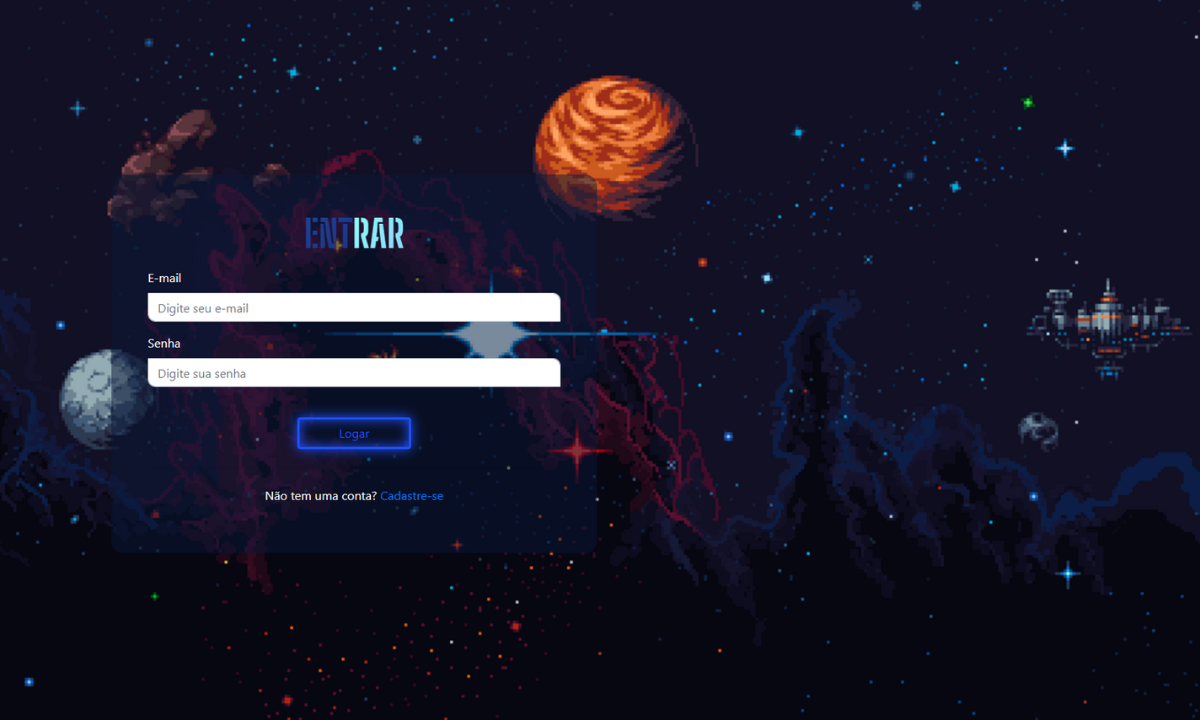 ENTRAR
E-mail
Digite seu e-mail
Senha
Digite sua senha
Logar
Não tem uma conta? Cadastre-se